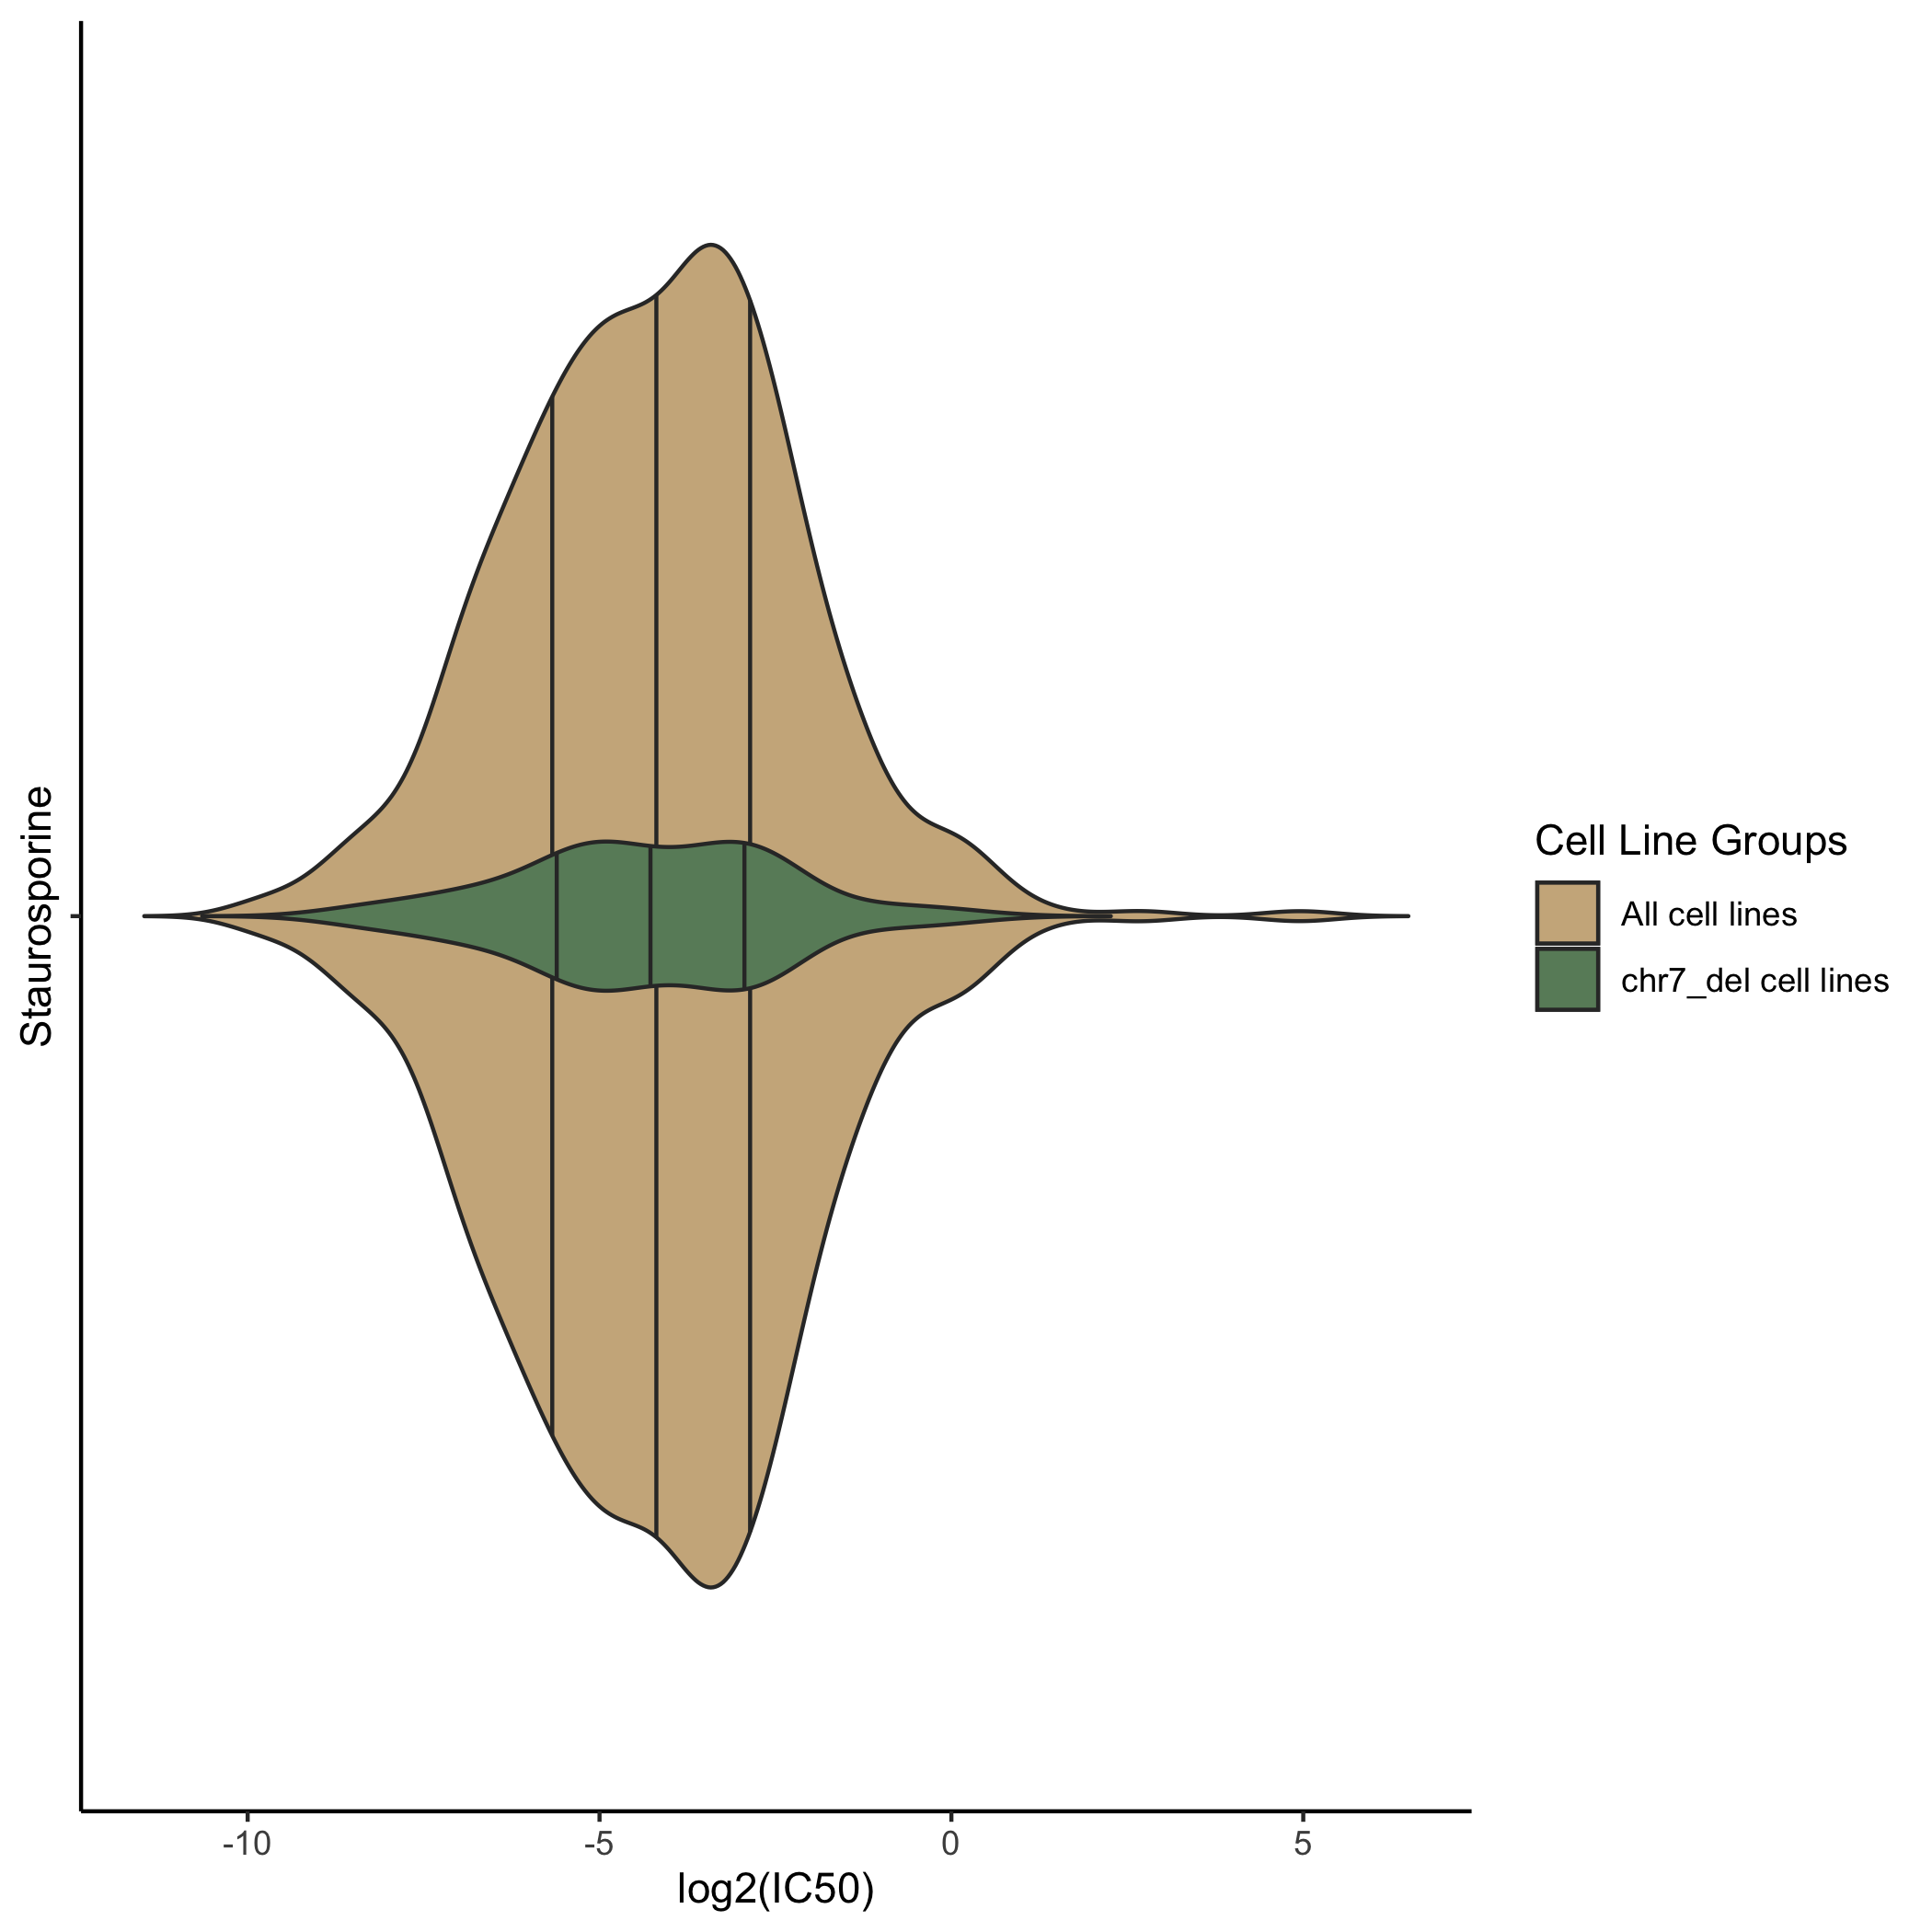 Staurosporine
-10
-5
0
5
log2(IC50)
Cell Line Groups
All cell lines
chr7_del cell lines